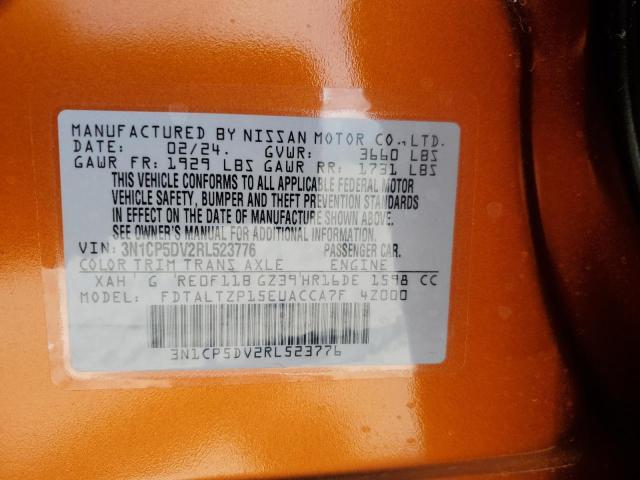 MANUFACTURED BY NISSAN MOTOR CO., LTD.
DATE: 02/24. GVWR: 3660 LBS
GAWR FR: 1929 LBS GAWR RR: 1731 LBS
THIS VEHICLE CONFORMS TO ALL APPLICABLE FEDERAL MOTOR
VEHICLE SAFETY, BUMPER AND THEFT PREVENTION STANDARDS
IN EFFECT ON THE DATE OF MANUFACTURE SHOWN ABOVE.
SEE OWNER'S MANUAL FOR ADDITIONAL INFORMATION.
VIN: 3N1CP5DV2RL523776 PASSENGER CAR.
COLOR TRIM TRANS AXLE ENGINE
XAH G RE0F11B GZ39 HR16DE 1598 CC
MODEL: FDTALTZP15EUACCA7F 4Z000
3N1CP5DV2RL523776